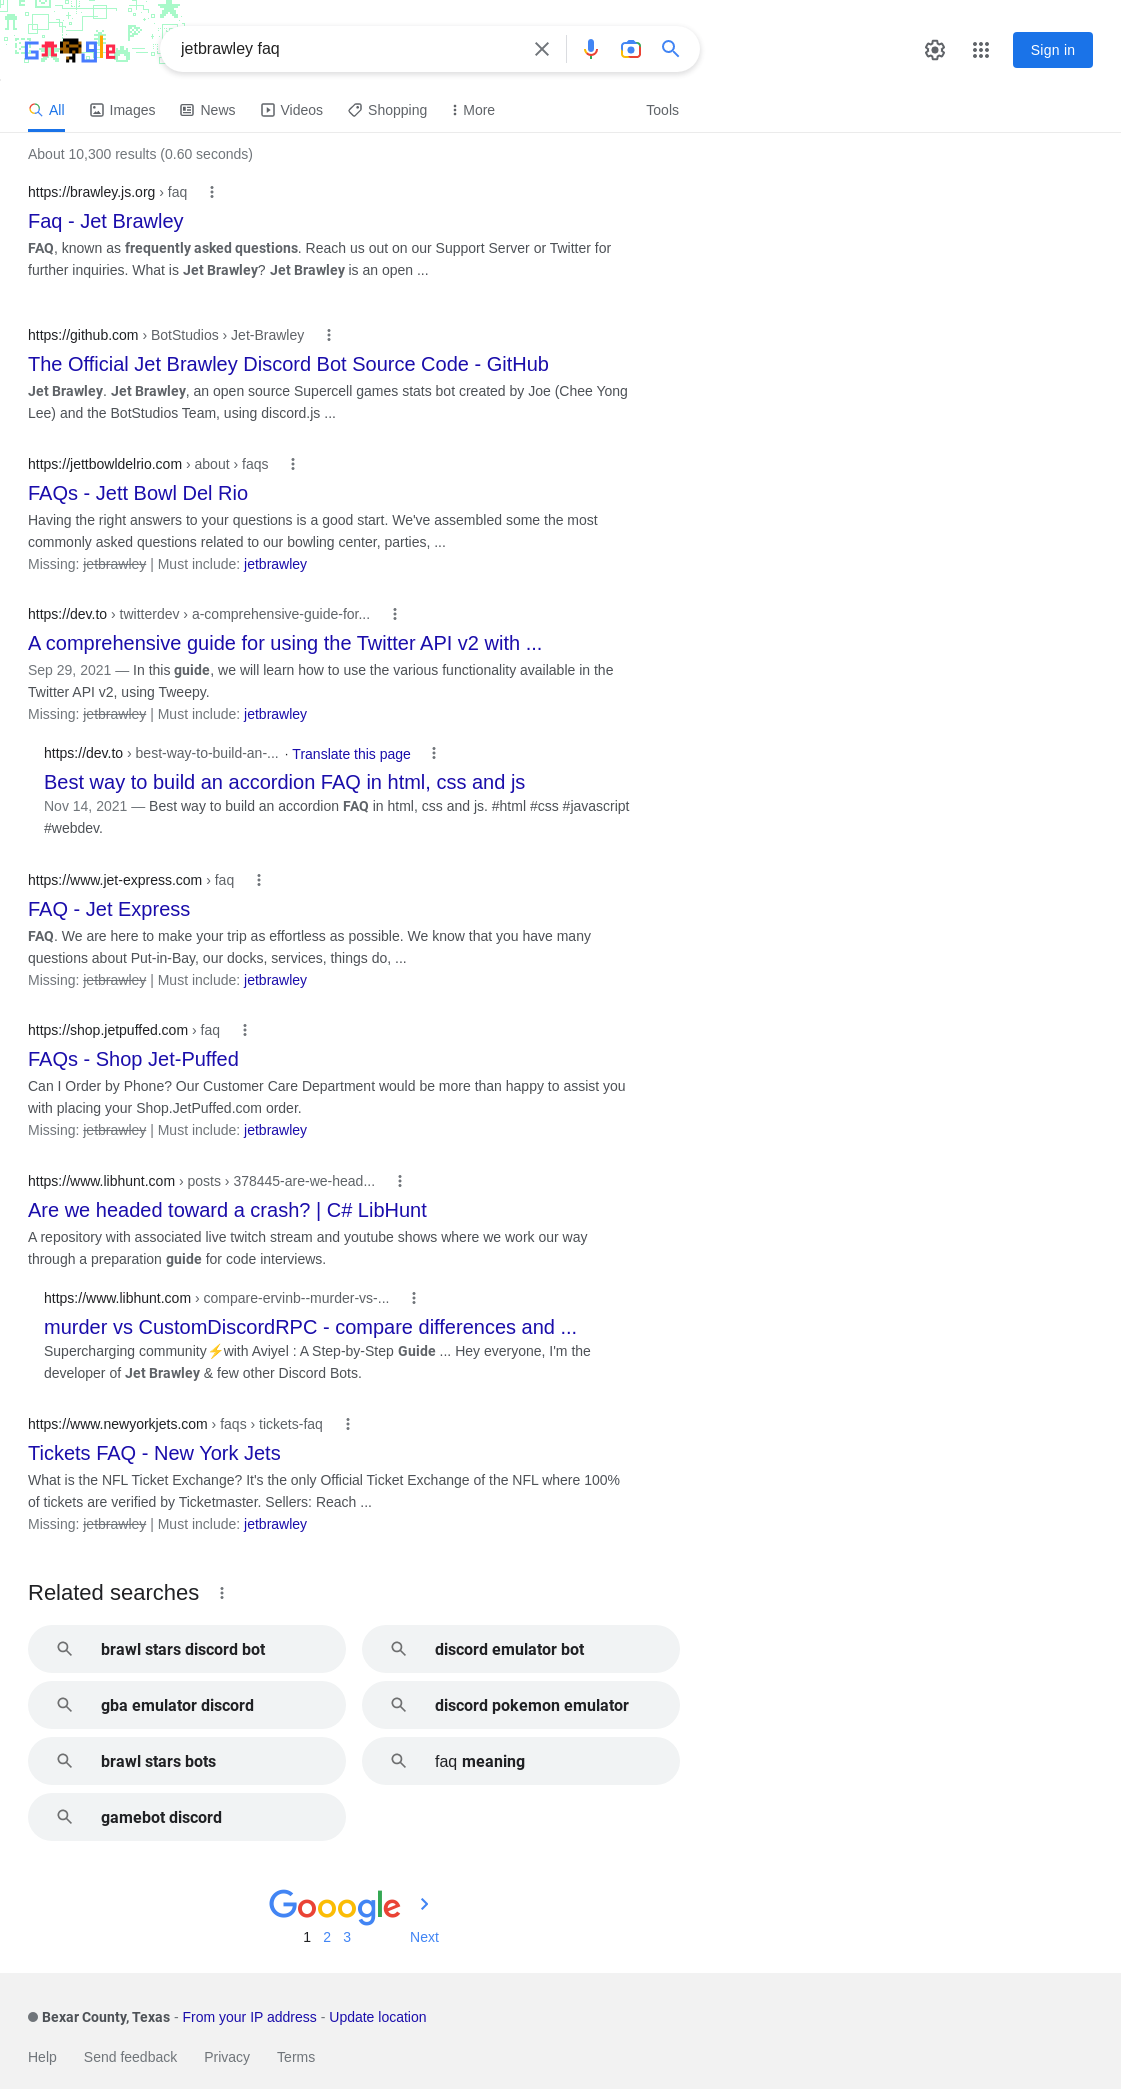 Google
jetbrawley faq
Sign in
All Images News Videos Shopping More Tools
About 10,300 results (0.60 seconds)
https://brawley.js.org › faq
Faq - Jet Brawley
FAQ, known as frequently asked questions. Reach us out on our Support Server or Twitter for
further inquiries. What is Jet Brawley? Jet Brawley is an open ...
https://github.com › BotStudios › Jet-Brawley
The Official Jet Brawley Discord Bot Source Code - GitHub
Jet Brawley. Jet Brawley, an open source Supercell games stats bot created by Joe (Chee Yong
Lee) and the BotStudios Team, using discord.js ...
https://jettbowldelrio.com › about › faqs
FAQs - Jett Bowl Del Rio
Having the right answers to your questions is a good start. We've assembled some the most
commonly asked questions related to our bowling center, parties, ...
Missing: jetbrawley | Must include: jetbrawley
https://dev.to › twitterdev › a-comprehensive-guide-for...
A comprehensive guide for using the Twitter API v2 with ...
Sep 29, 2021 — In this guide, we will learn how to use the various functionality available in the
Twitter API v2, using Tweepy.
Missing: jetbrawley | Must include: jetbrawley
https://dev.to › best-way-to-build-an-... · Translate this page
Best way to build an accordion FAQ in html, css and js
Nov 14, 2021 — Best way to build an accordion FAQ in html, css and js. #html #css #javascript
#webdev.
https://www.jet-express.com › faq
FAQ - Jet Express
FAQ. We are here to make your trip as effortless as possible. We know that you have many
questions about Put-in-Bay, our docks, services, things do, ...
Missing: jetbrawley | Must include: jetbrawley
https://shop.jetpuffed.com › faq
FAQs - Shop Jet-Puffed
Can I Order by Phone? Our Customer Care Department would be more than happy to assist you
with placing your Shop.JetPuffed.com order.
Missing: jetbrawley | Must include: jetbrawley
https://www.libhunt.com › posts › 378445-are-we-head...
Are we headed toward a crash? | C# LibHunt
A repository with associated live twitch stream and youtube shows where we work our way
through a preparation guide for code interviews.
https://www.libhunt.com › compare-ervinb--murder-vs-...
murder vs CustomDiscordRPC - compare differences and ...
Supercharging community⚡with Aviyel : A Step-by-Step Guide ... Hey everyone, I'm the
developer of Jet Brawley & few other Discord Bots.
https://www.newyorkjets.com › faqs › tickets-faq
Tickets FAQ - New York Jets
What is the NFL Ticket Exchange? It's the only Official Ticket Exchange of the NFL where 100%
of tickets are verified by Ticketmaster. Sellers: Reach ...
Missing: jetbrawley | Must include: jetbrawley
Related searches
brawl stars discord bot
discord emulator bot
gba emulator discord
discord pokemon emulator
brawl stars bots
faq meaning
gamebot discord
Gooogle
1 2 3 Next
Bexar County, Texas - From your IP address - Update location
Help Send feedback Privacy Terms